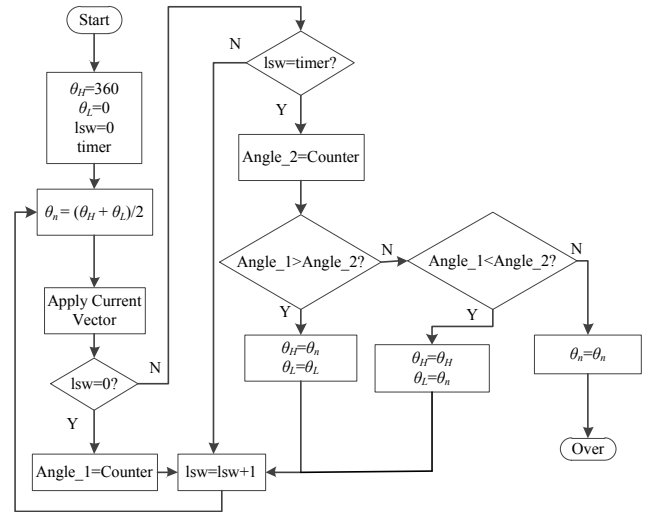 Start
θH=360
θL=0
lsw=0
timer
θn = (θH + θL)/2
Apply Current
Vector
lsw=0?
N
Y
Angle_1=Counter
lsw=lsw+1
N
lsw=timer?
Y
Angle_2=Counter
Angle_1>Angle_2?
N
Y
θH=θn
θL=θL
Angle_1<Angle_2?
N
Y
θH=θH
θL=θn
θn=θn
Over